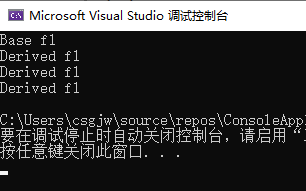 Microsoft Visual Studio 调试控制台
Base f1
Derived f1
Derived f1
Derived f1
C:\Users\csgjw\source\repos\ConsoleApp
要在调试停止时自动关闭控制台，请启用“
按任意键关闭此窗口. . .